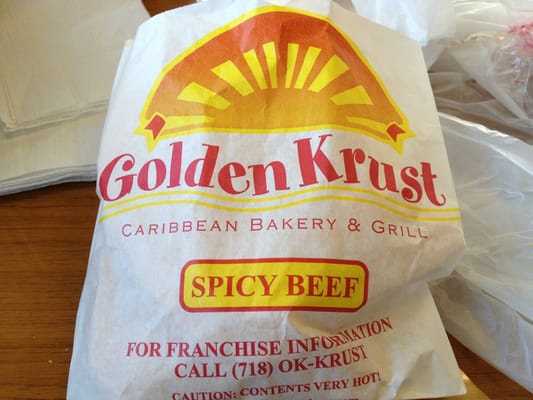 Golden Krust
CARIBBEAN BAKERY & GRILL
SPICY BEEF
FOR FRANCHISE INFORMATION
CALL (718) OK-KRUST
CAUTION: CONTENTS VERY HOT!